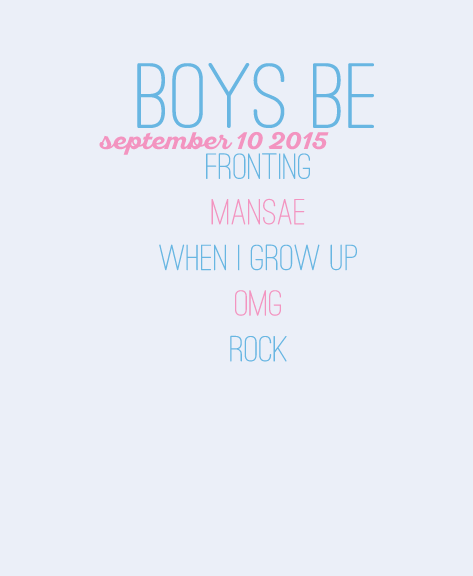 BOYS BE
september 10 2015
FRONTING
MANSAE
WHEN I GROW UP
OMG
ROCK